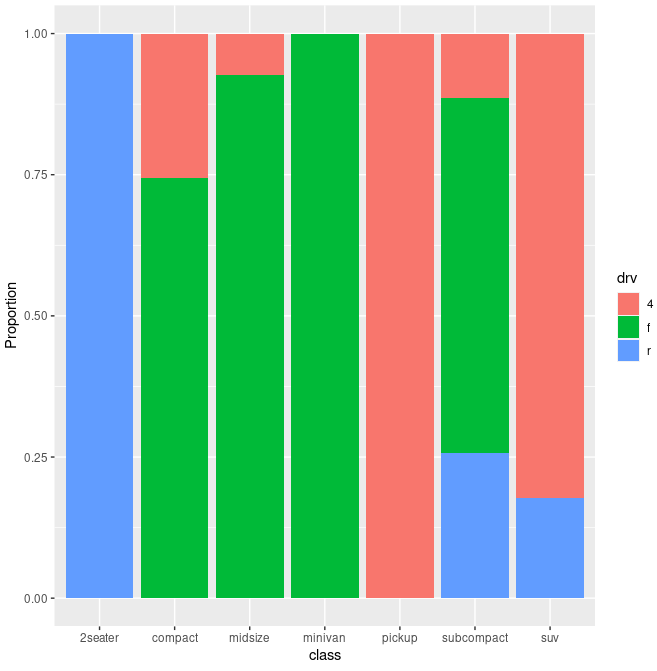 1.00
0.75
0.50
0.25
0.00
Proportion
2seater compact midsize minivan pickup subcompact suv
class
drv
4
f
r